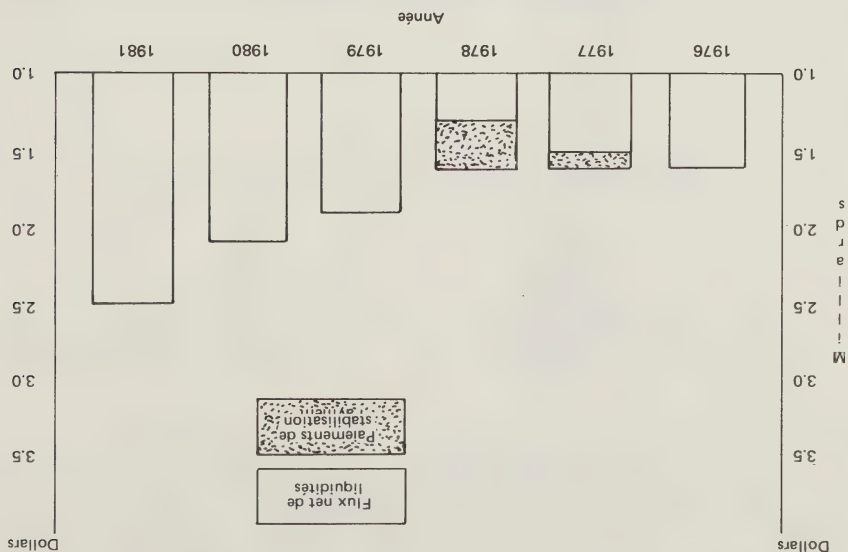 Dollars Dollars
Flux net de
liquidités
Paiements de
stabilisation
3.5 3.5
3.0 3.0
Milliards
2.5 2.5
2.0 2.0
1.5 1.5
1.0 1.0
1976 1977 1978 1979 1980 1981
Année